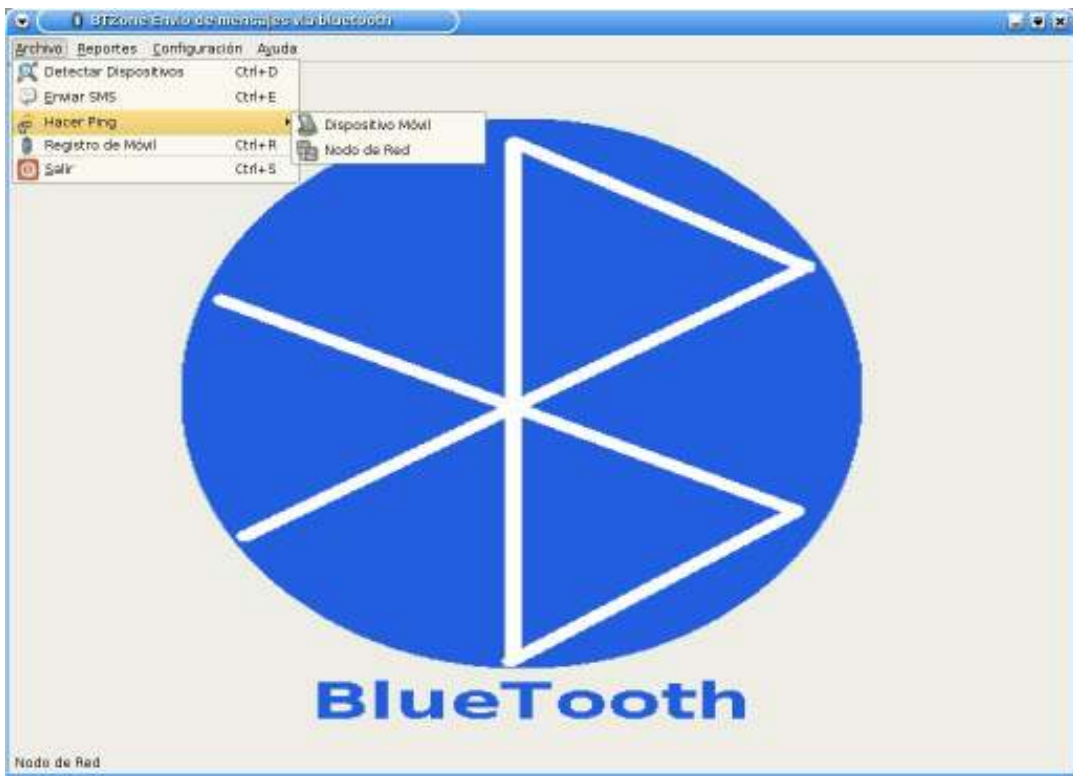 BTZone Envio de mensajes via bluetooth
Archivo Reportes Configuración Ayuda
Detectar Dispositivos Ctrl+D
Enviar SMS Ctrl+E
Hacer Ping
Dispositivo Móvil
Registro de Móvil Ctrl+R
Nodo de Red
Salir Ctrl+S
BlueTooth
Nodo de Red